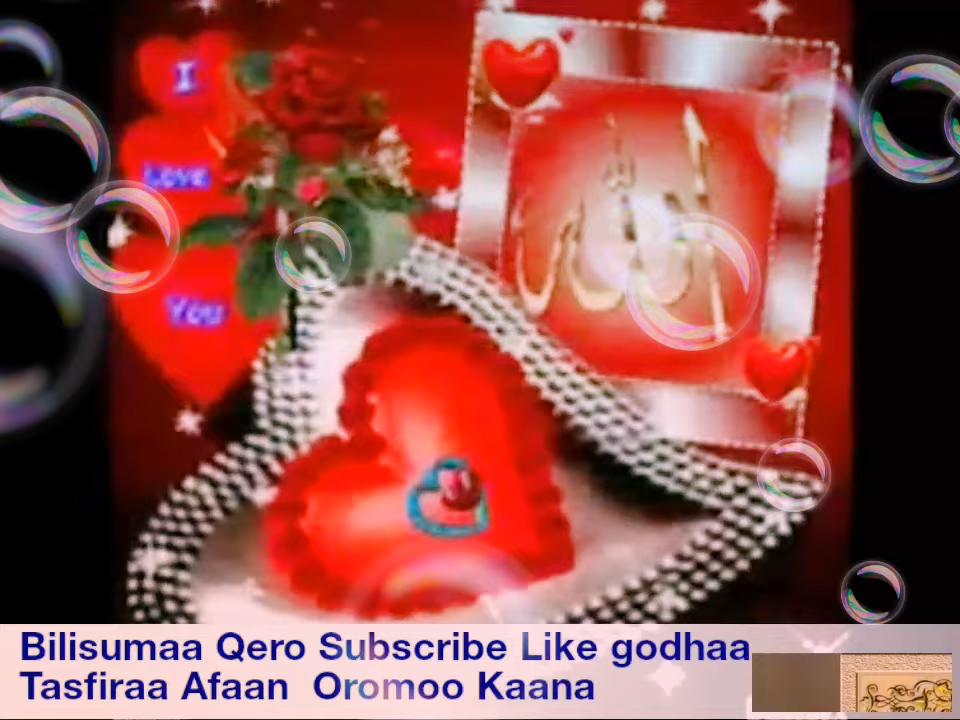 I
Love
You
الله
Bilisumaa Qero Subscribe Like godhaa
Tasfiraa Afaan Oromoo Kaana